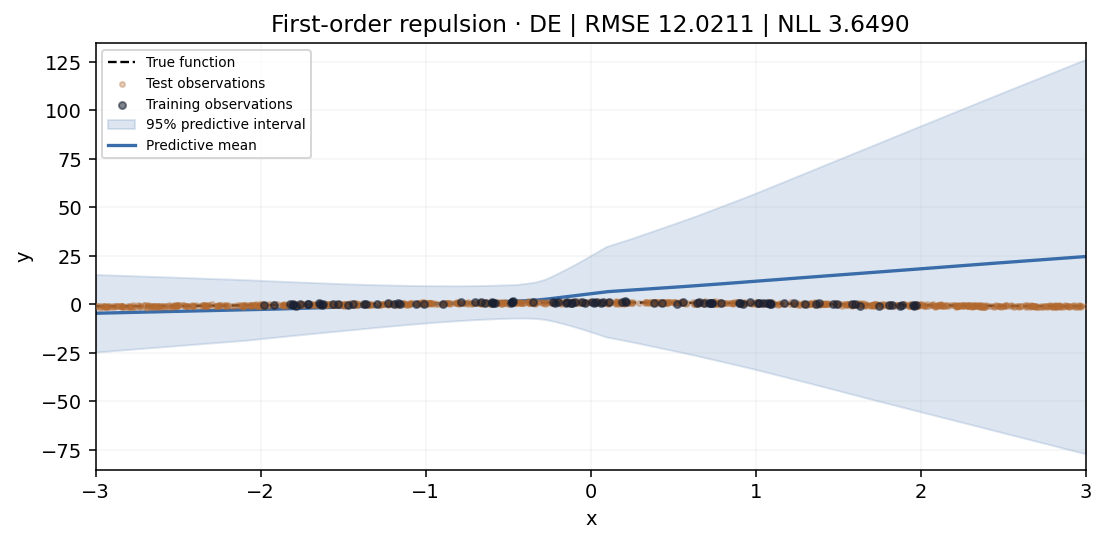 First-order repulsion · DE | RMSE 12.0211 | NLL 3.6490
True function
Test observations
Training observations
95% predictive interval
Predictive mean
125
100
75
50
25
0
−25
−50
−75
y
−3
−2
−1
0
1
2
3
x